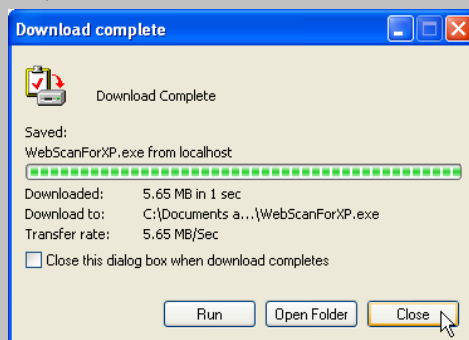 Download complete
Download Complete
Saved:
WebScanForXP.exe from localhost
Downloaded: 5.65 MB in 1 sec
Download to: C:\Documents a...\WebScanForXP.exe
Transfer rate: 5.65 MB/Sec
Close this dialog box when download completes
Run Open Folder Close